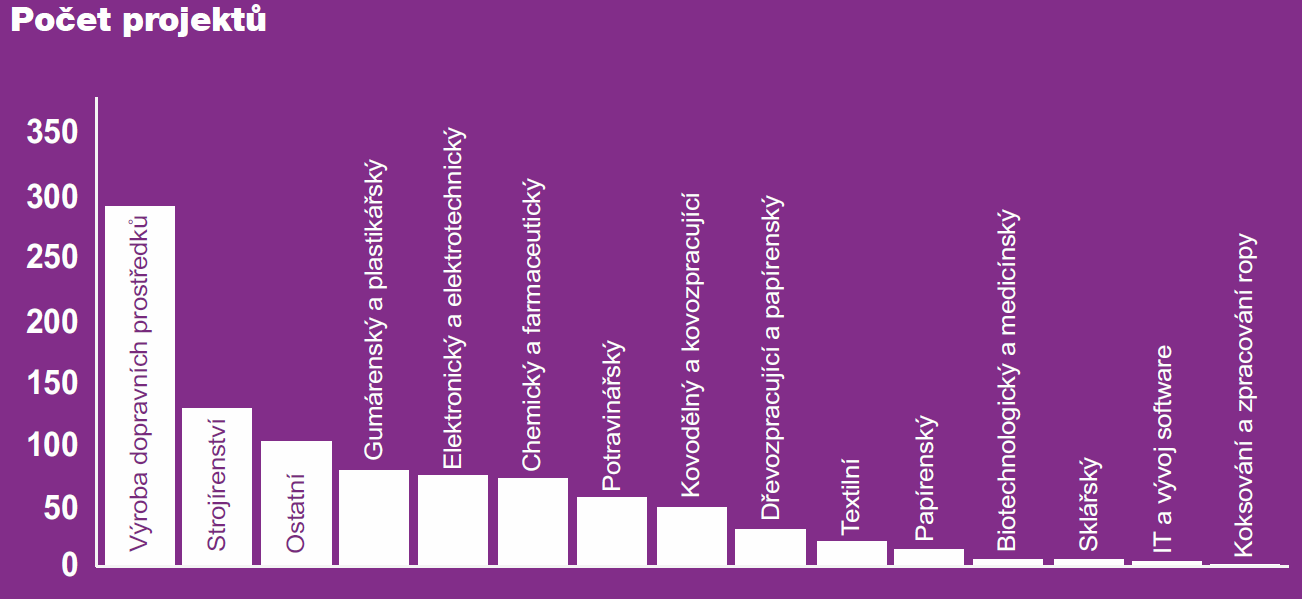 Počet projektů
350
300
250
200
150
100
50
0
Výroba dopravních prostředků
Strojírenství
Ostatní
Gumárenský a plastikářský
Elektronický a elektrotechnický
Chemický a farmaceutický
Potravinářský
Kovodělný a kovozpracující
Dřevozpracující a papírenský
Textilní
Papírenský
Biotechnologický a medicínský
Sklářský
IT a vývoj software
Koksování a zpracování ropy